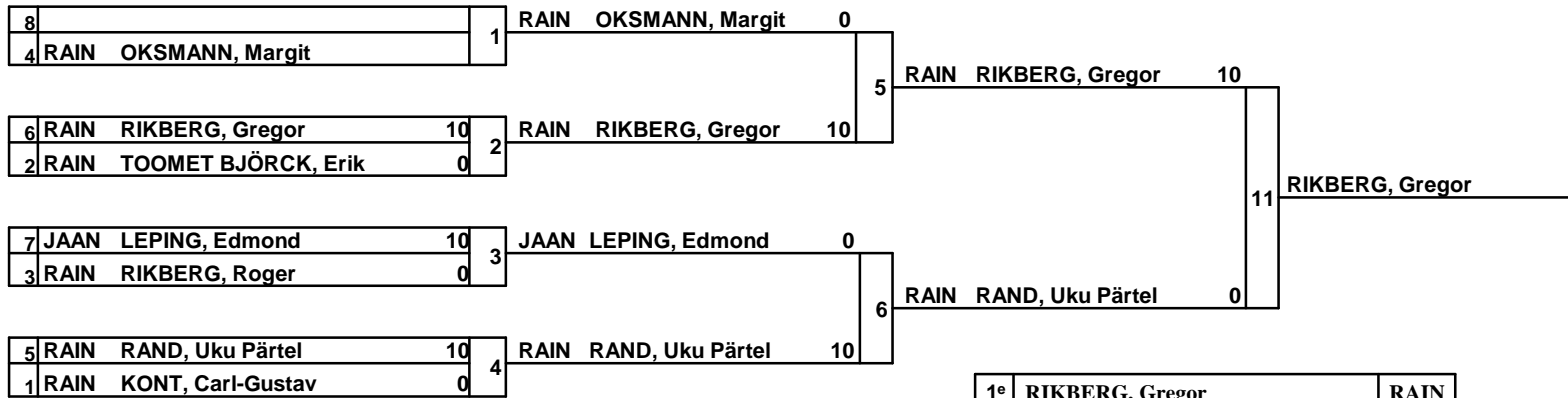 RAIN OKSMANN, Margit 0
8
1
4 RAIN OKSMANN, Margit
RAIN RIKBERG, Gregor 10
5
6 RAIN RIKBERG, Gregor 10
RAIN RIKBERG, Gregor 10
2
2 RAIN TOOMET BJÖRCK, Erik 0
RIKBERG, Gregor
11
7 JAAN LEPING, Edmond 10
JAAN LEPING, Edmond 0
3
3 RAIN RIKBERG, Roger 0
RAIN RAND, Uku Pärtel 0
6
5 RAIN RAND, Uku Pärtel 10
RAIN RAND, Uku Pärtel 10
4
1 RAIN KONT, Carl-Gustav 0
1e RIKBERG, Gregor RAIN